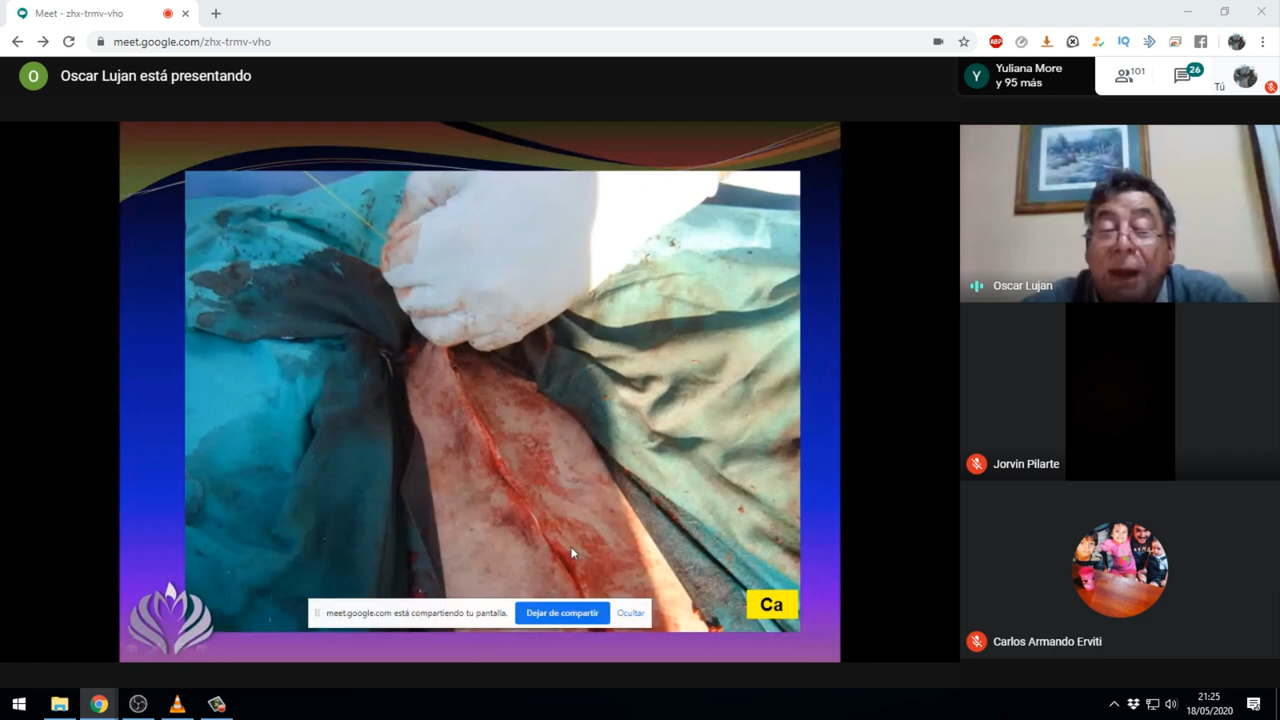 Meet - zhx-trmv-vho
meet.google.com/zhx-trmv-vho
ABP
IQ
O
Oscar Lujan está presentando
Y
Yuliana More
y 95 más
101
26
Tú
Oscar Lujan
Jorvin Pilarte
Carlos Armando Erviti
Ca
meet.google.com está compartiendo tu pantalla.
Dejar de compartir
Ocultar
21:25
18/05/2020